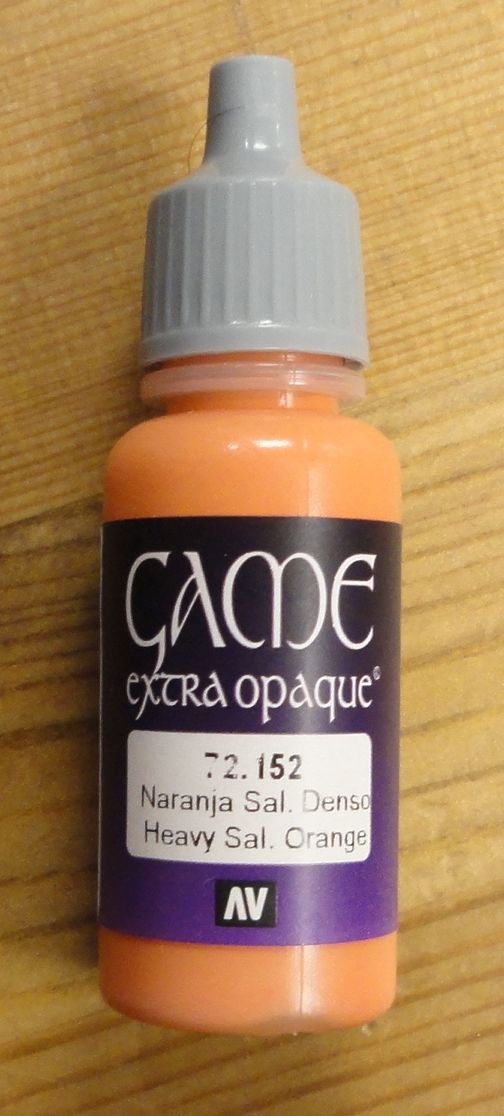 GAME
extra opaque®
72.152
Naranja Sal. Denso
Heavy Sal. Orange
AV